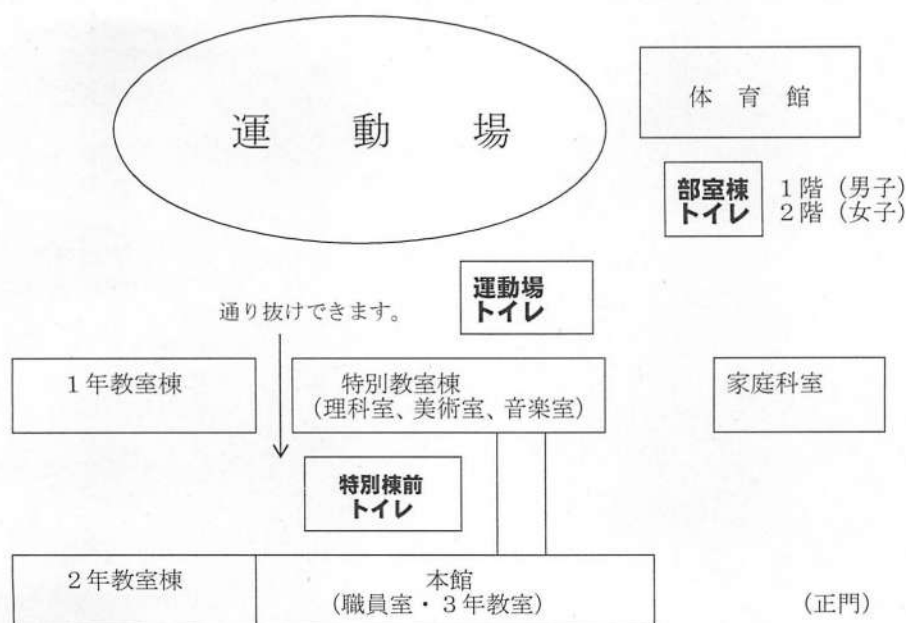 運 動 場
体 育 館
部室棟
トイレ
1階(男子)
2階(女子)
運動場
トイレ
通り抜けできます。
1年教室棟
特別教室棟
(理科室、美術室、音楽室)
家庭科室
特別棟前
トイレ
2年教室棟
本館
(職員室・3年教室)
(正門)